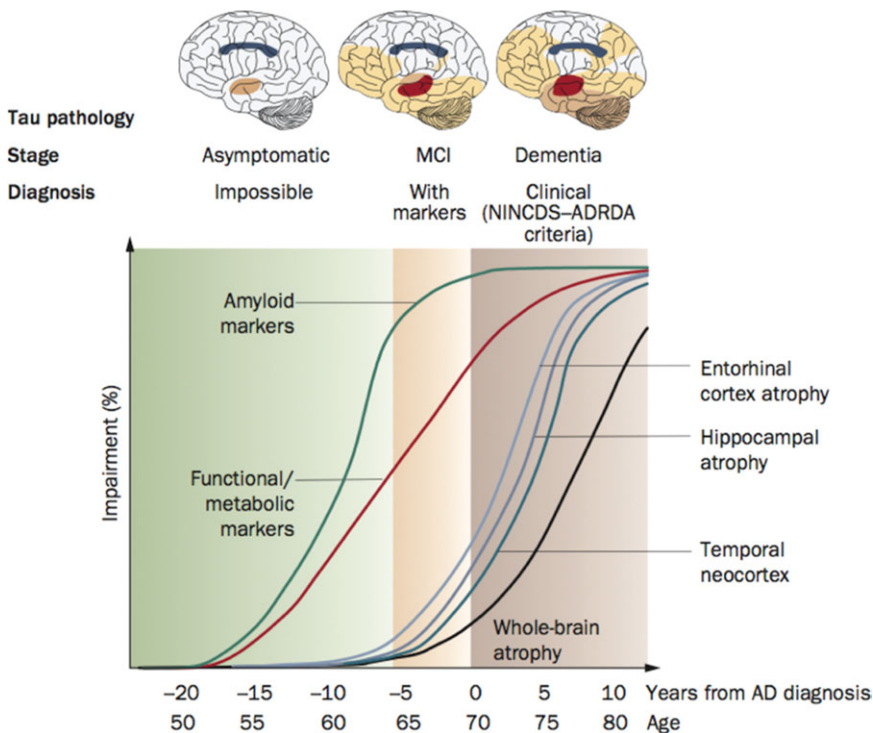 Tau pathology
Stage Asymptomatic MCI Dementia
Diagnosis Impossible With markers Clinical (NINCDS–ADRDA criteria)
Impairment (%)
Amyloid
markers
Functional/
metabolic
markers
Entorhinal
cortex atrophy
Hippocampal
atrophy
Temporal
neocortex
Whole-brain
atrophy
–20 –15 –10 –5 0 5 10 Years from AD diagnosis
50 55 60 65 70 75 80 Age